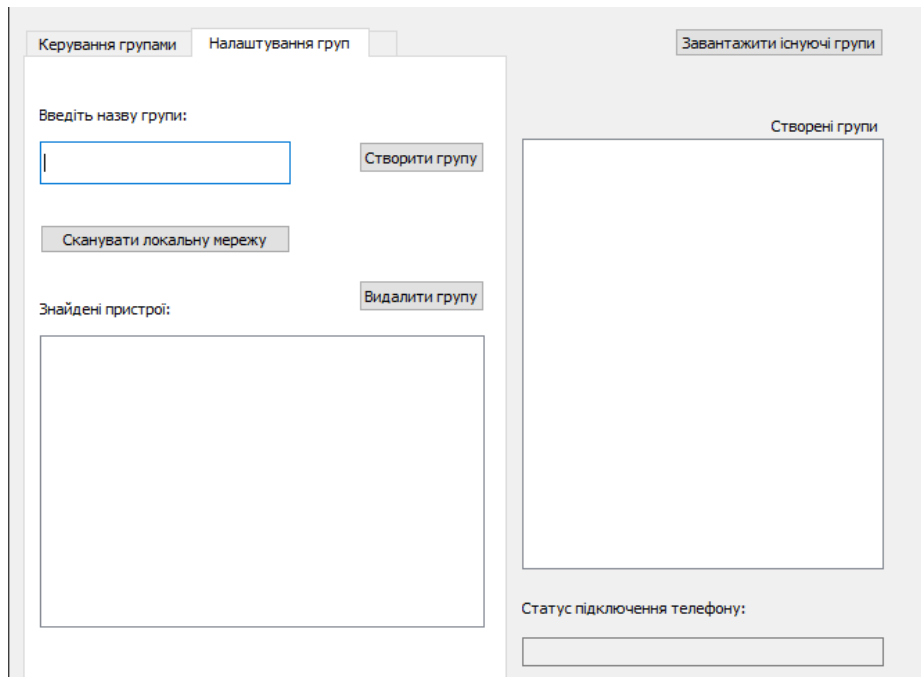 Керування групами
Налаштування груп
Завантажити існуючі групи
Введіть назву групи:
Створені групи
Створити групу
Сканувати локальну мережу
Видалити групу
Знайдені пристрої:
Статус підключення телефону: